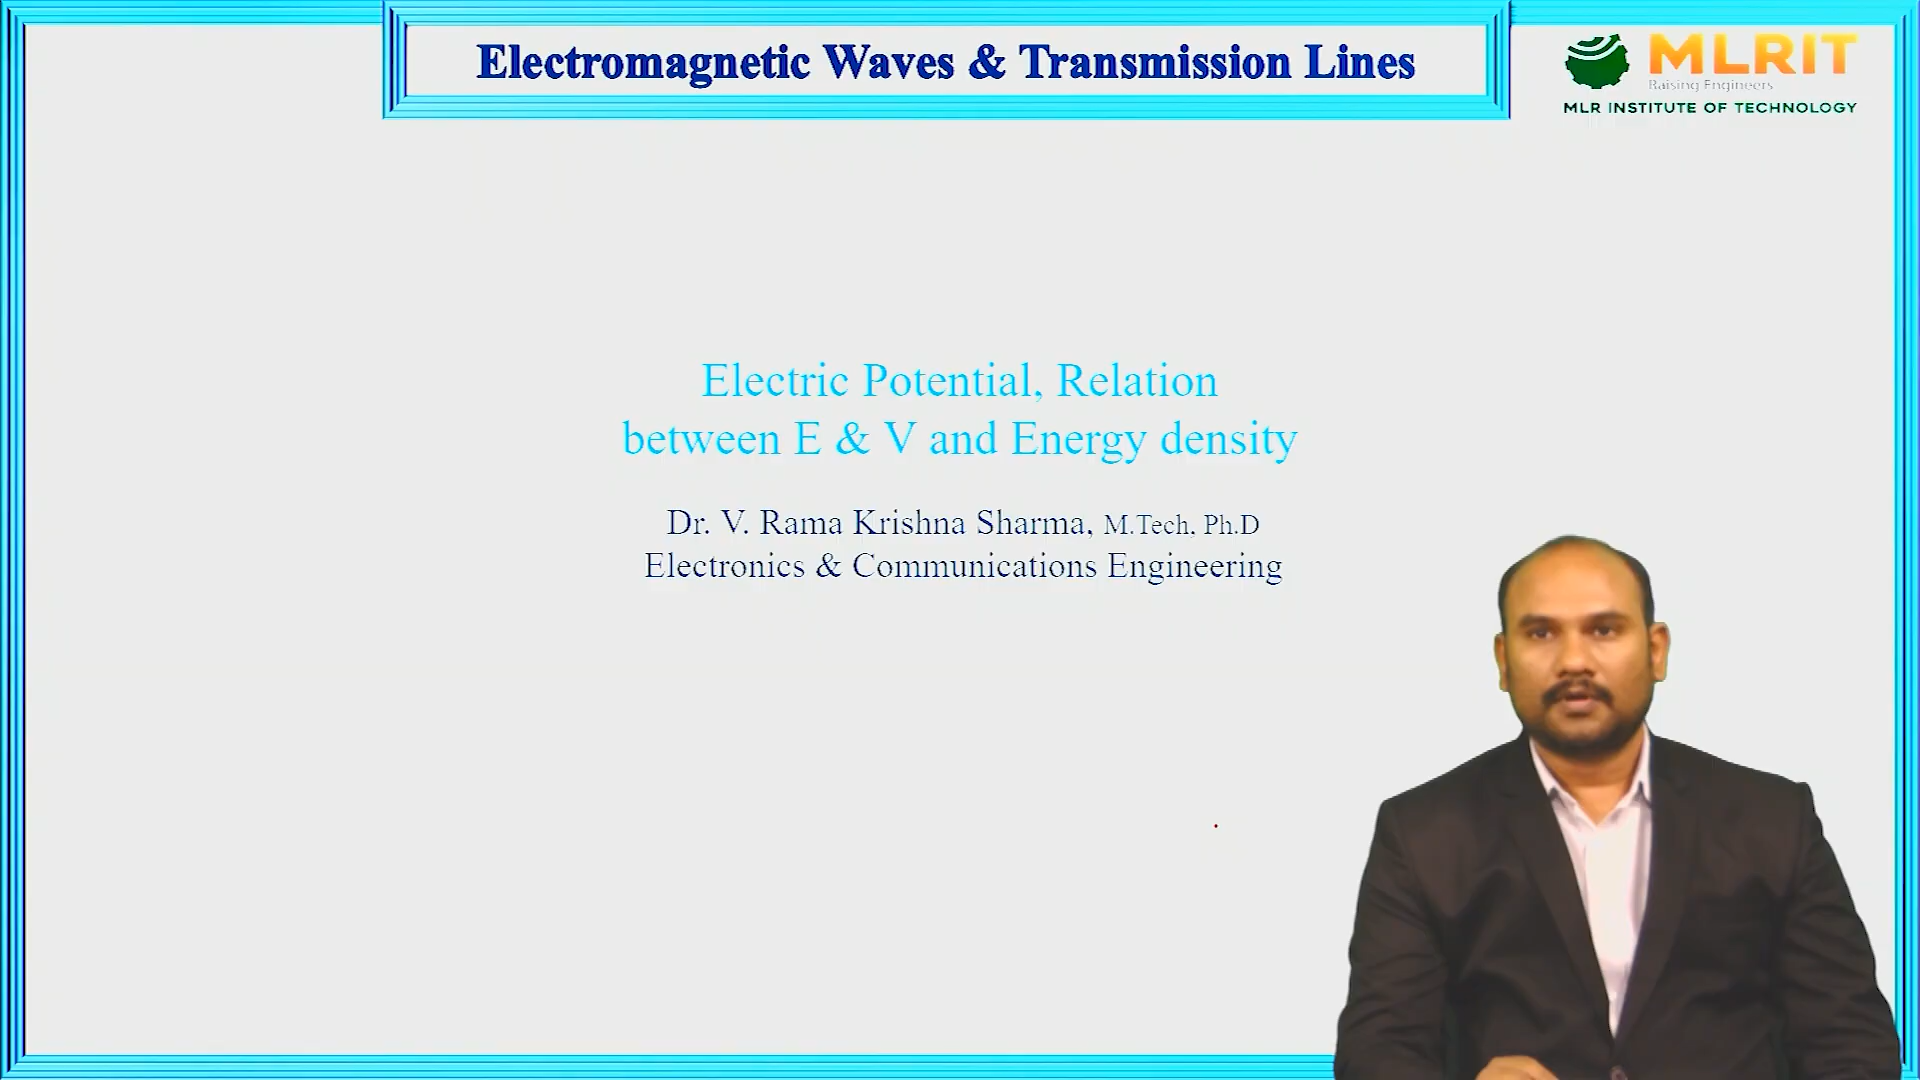 Electromagnetic Waves & Transmission Lines
MLRIT
Raising Engineers
MLR INSTITUTE OF TECHNOLOGY
Electric Potential, Relation
between E & V and Energy density
Dr. V. Rama Krishna Sharma, M.Tech, Ph.D
Electronics & Communications Engineering